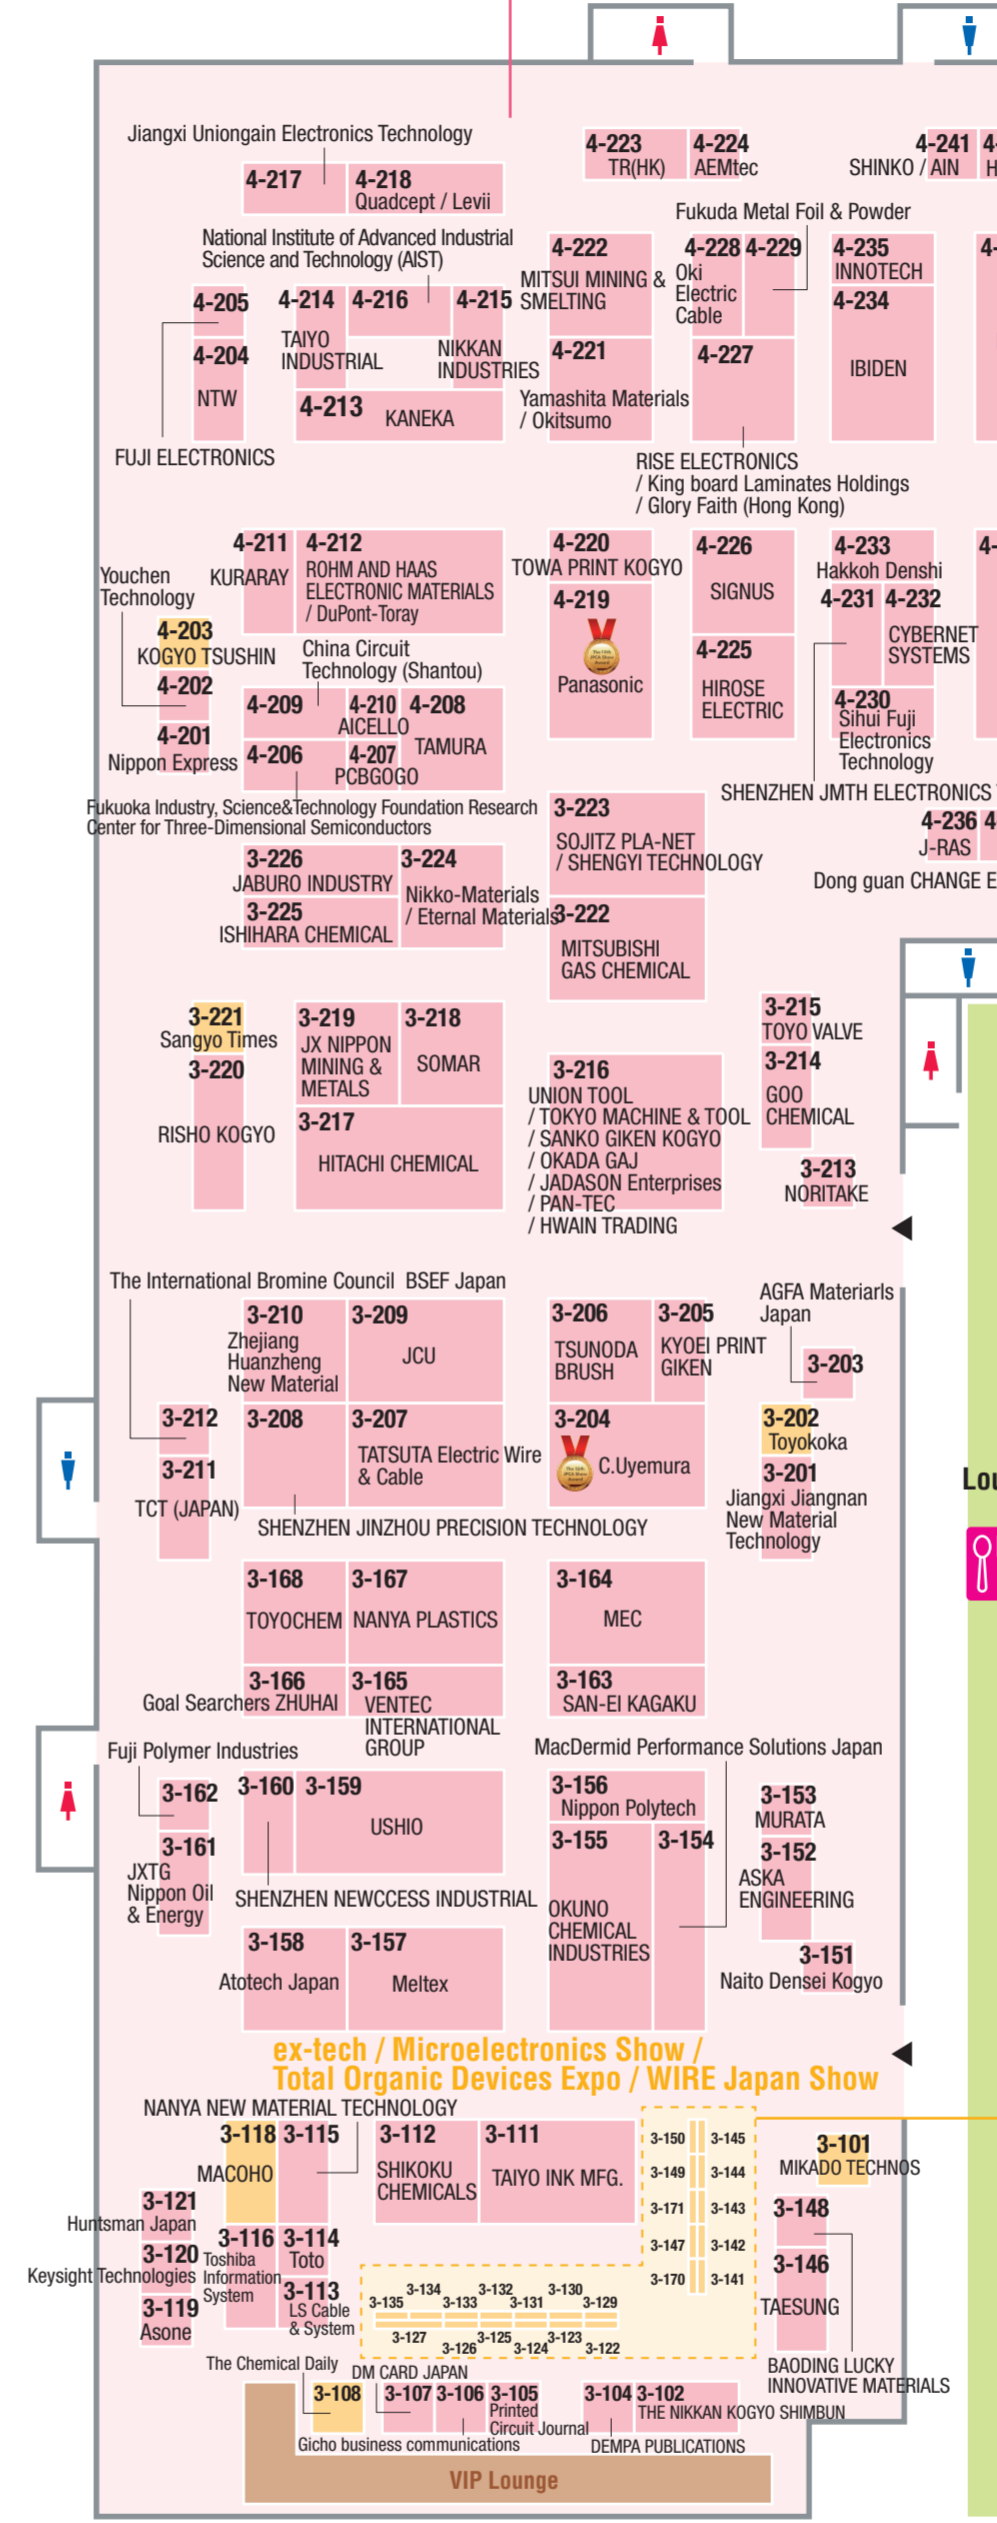 Jiangxi Uniongain Electronics Technology
4-217
4-218
Quadcept / Levii
4-223
TR(HK)
4-224
AEMtec
4-241
SHINKO / AIN
National Institute of Advanced Industrial
Science and Technology (AIST)
Fukuda Metal Foil & Powder
4-205
4-214
4-216
4-215
4-222
MITSUI MINING &
SMELTING
4-228
Oki
Electric
Cable
4-229
4-235
INNOTECH
4-234
IBIDEN
4-204
NTW
TAIYO
INDUSTRIAL
NIKKAN
INDUSTRIES
4-213
KANEKA
4-221
Yamashita Materials
/ Okitsumo
4-227
FUJI ELECTRONICS
RISE ELECTRONICS
/ King board Laminates Holdings
/ Glory Faith (Hong Kong)
4-211
KURARAY
4-212
ROHM AND HAAS
ELECTRONIC MATERIALS
/ DuPont-Toray
4-220
TOWA PRINT KOGYO
4-219
Panasonic
4-226
SIGNUS
4-225
HIROSE
ELECTRIC
4-233
Hakkoh Denshi
4-231
4-232
CYBERNET
SYSTEMS
4-230
Sihui Fuji
Electronics
Technology
Youchen
Technology
4-203
KOGYO TSUSHIN
4-202
4-201
Nippon Express
China Circuit
Technology (Shantou)
4-209
4-210
AICELLO
4-208
TAMURA
4-206
4-207
PCBGOGO
SHENZHEN JMTH ELECTRONICS
Fukuoka Industry, Science&Technology Foundation Research
Center for Three-Dimensional Semiconductors
3-223
SOJITZ PLA-NET
/ SHENGYI TECHNOLOGY
4-236
J-RAS
Dong guan CHANGE E
3-226
JABURO INDUSTRY
3-225
ISHIHARA CHEMICAL
3-224
Nikko-Materials
/ Eternal Materials
3-222
MITSUBISHI
GAS CHEMICAL
3-221
Sangyo Times
3-220
RISHO KOGYO
3-219
JX NIPPON
MINING &
METALS
3-218
SOMAR
3-217
HITACHI CHEMICAL
3-216
UNION TOOL
/ TOKYO MACHINE & TOOL
/ SANKO GIKEN KOGYO
/ OKADA GAJ
/ JADASON Enterprises
/ PAN-TEC
/ HWAIN TRADING
3-215
TOYO VALVE
3-214
GOO
CHEMICAL
3-213
NORITAKE
The International Bromine Council BSEF Japan
3-210
Zhejiang
Huanzheng
New Material
3-209
JCU
3-206
TSUNODA
BRUSH
3-205
KYOEI PRINT
GIKEN
AGFA Materiarls
Japan
3-203
3-212
3-211
TCT (JAPAN)
3-208
3-207
TATSUTA Electric Wire
& Cable
3-204
C.Uyemura
3-202
Toyokoka
3-201
Jiangxi Jiangnan
New Material
Technology
Lou
SHENZHEN JINZHOU PRECISION TECHNOLOGY
3-168
TOYOCHEM
3-167
NANYA PLASTICS
3-164
MEC
3-166
Goal Searchers ZHUHAI
3-165
VENTEC
INTERNATIONAL
GROUP
3-163
SAN-EI KAGAKU
Fuji Polymer Industries
MacDermid Performance Solutions Japan
3-162
3-161
JXTG
Nippon Oil
& Energy
3-160
3-159
USHIO
SHENZHEN NEWCCESS INDUSTRIAL
3-156
Nippon Polytech
3-155
OKUNO
CHEMICAL
INDUSTRIES
3-154
3-153
MURATA
3-152
ASKA
ENGINEERING
3-151
Naito Densei Kogyo
3-158
Atotech Japan
3-157
Meltex
ex-tech / Microelectronics Show /
Total Organic Devices Expo / WIRE Japan Show
NANYA NEW MATERIAL TECHNOLOGY
3-118
MACOHO
3-115
3-112
SHIKOKU
CHEMICALS
3-111
TAIYO INK MFG.
3-150
3-145
3-149
3-144
3-171
3-143
3-147
3-142
3-170
3-141
3-101
MIKADO TECHNOS
3-148
3-146
TAESUNG
3-121
Huntsman Japan
3-120
Keysight Technologies
3-119
Asone
3-116
Toshiba
Information
System
3-114
Toto
3-113
LS Cable
& System
3-134
3-132
3-130
3-135
3-133
3-131
3-129
3-127
3-125
3-123
3-126
3-124
3-122
BAODING LUCKY
INNOVATIVE MATERIALS
The Chemical Daily
DM CARD JAPAN
3-108
3-107
3-106
3-105
Printed
Circuit Journal
3-104
3-102
THE NIKKAN KOGYO SHIMBUN
Gicho business communications
DEMPA PUBLICATIONS
VIP Lounge